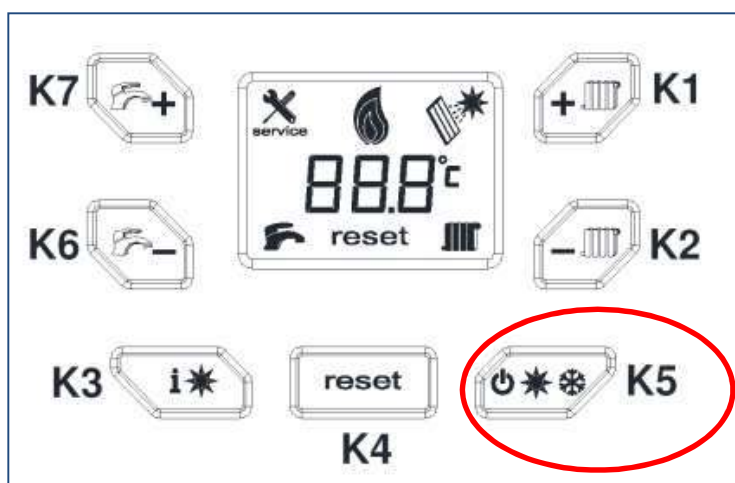 K7 + + K1
service
88.8°c
K6 - - K2
reset
K3 i reset K5
K4